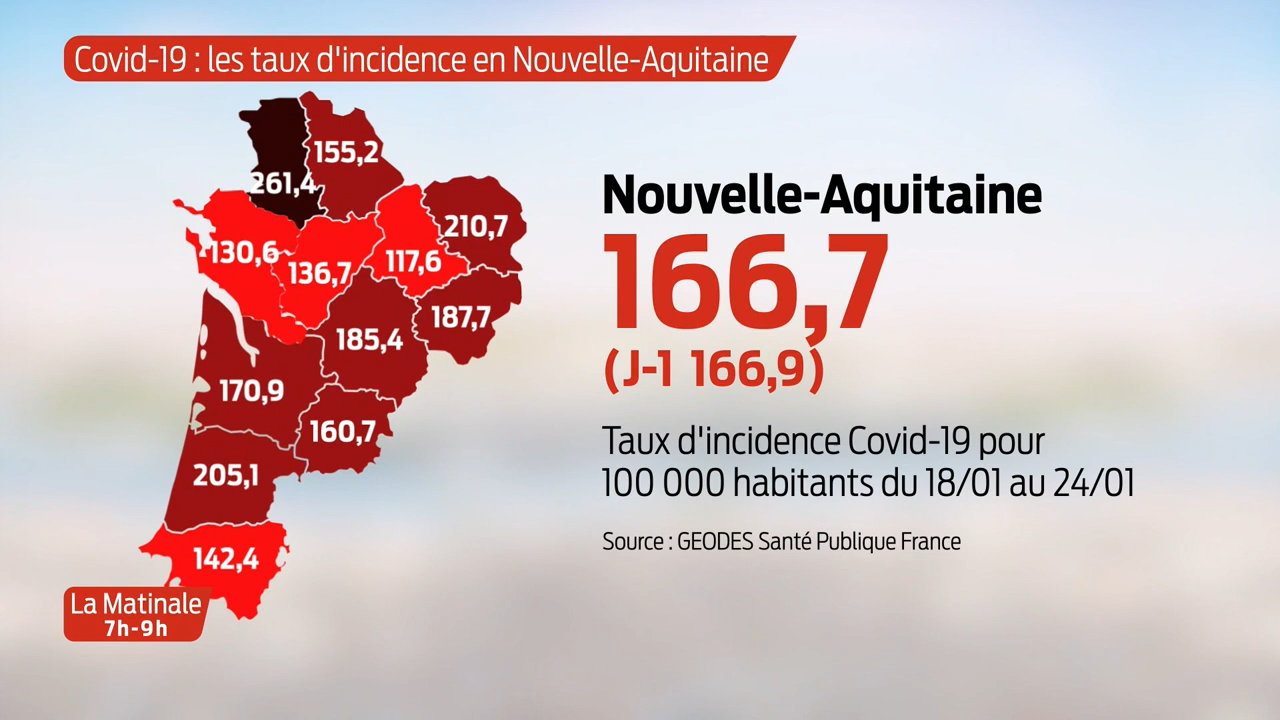 Covid-19 : les taux d'incidence en Nouvelle-Aquitaine
155,2
261,4
210,7
130,6
136,7
117,6
187,7
185,4
170,9
160,7
205,1
142,4
Nouvelle-Aquitaine
166,7
(J-1 166,9)
Taux d'incidence Covid-19 pour
100 000 habitants du 18/01 au 24/01
Source : GEODES Santé Publique France
La Matinale
7h-9h